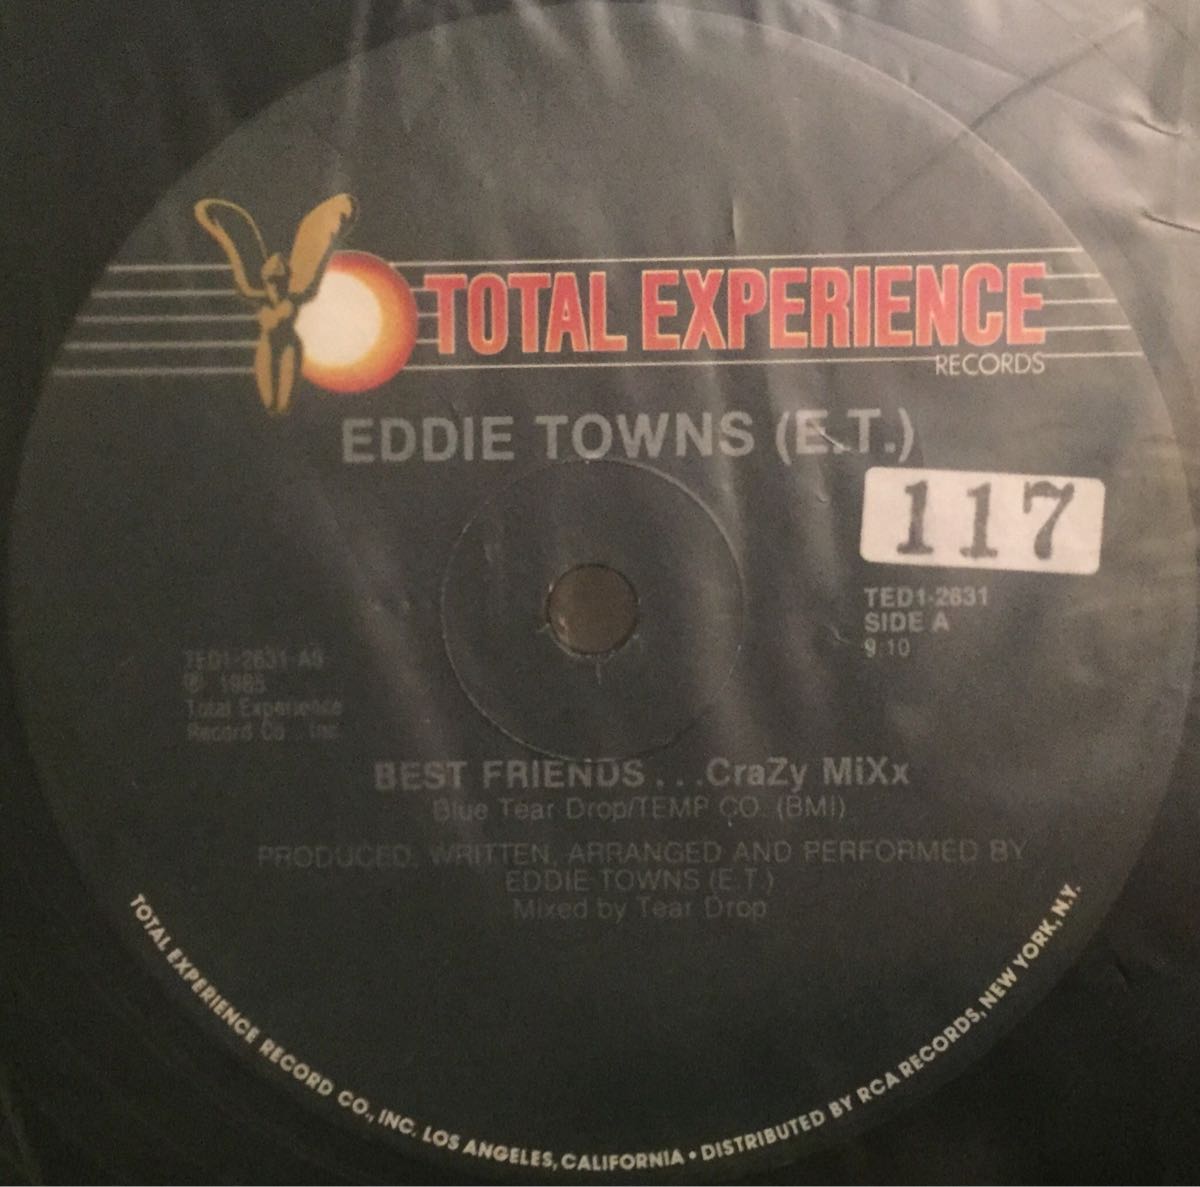 TOTAL EXPERIENCE
RECORDS
EDDIE TOWNS (E.T.)
117
TED1-2631
SIDE A
9:10
TED1-2631-A
℗ 1985
Total Experience
Record Co., Inc.
BEST FRIENDS...CraZy MiXx
Blue Tear Drop/TEMP CO. (BMI)
PRODUCED, WRITTEN, ARRANGED AND PERFORMED BY
EDDIE TOWNS (E.T.)
Mixed by Tear Drop
TOTAL EXPERIENCE RECORD CO., INC. LOS ANGELES, CALIFORNIA • DISTRIBUTED BY RCA RECORDS, NEW YORK, N.Y.